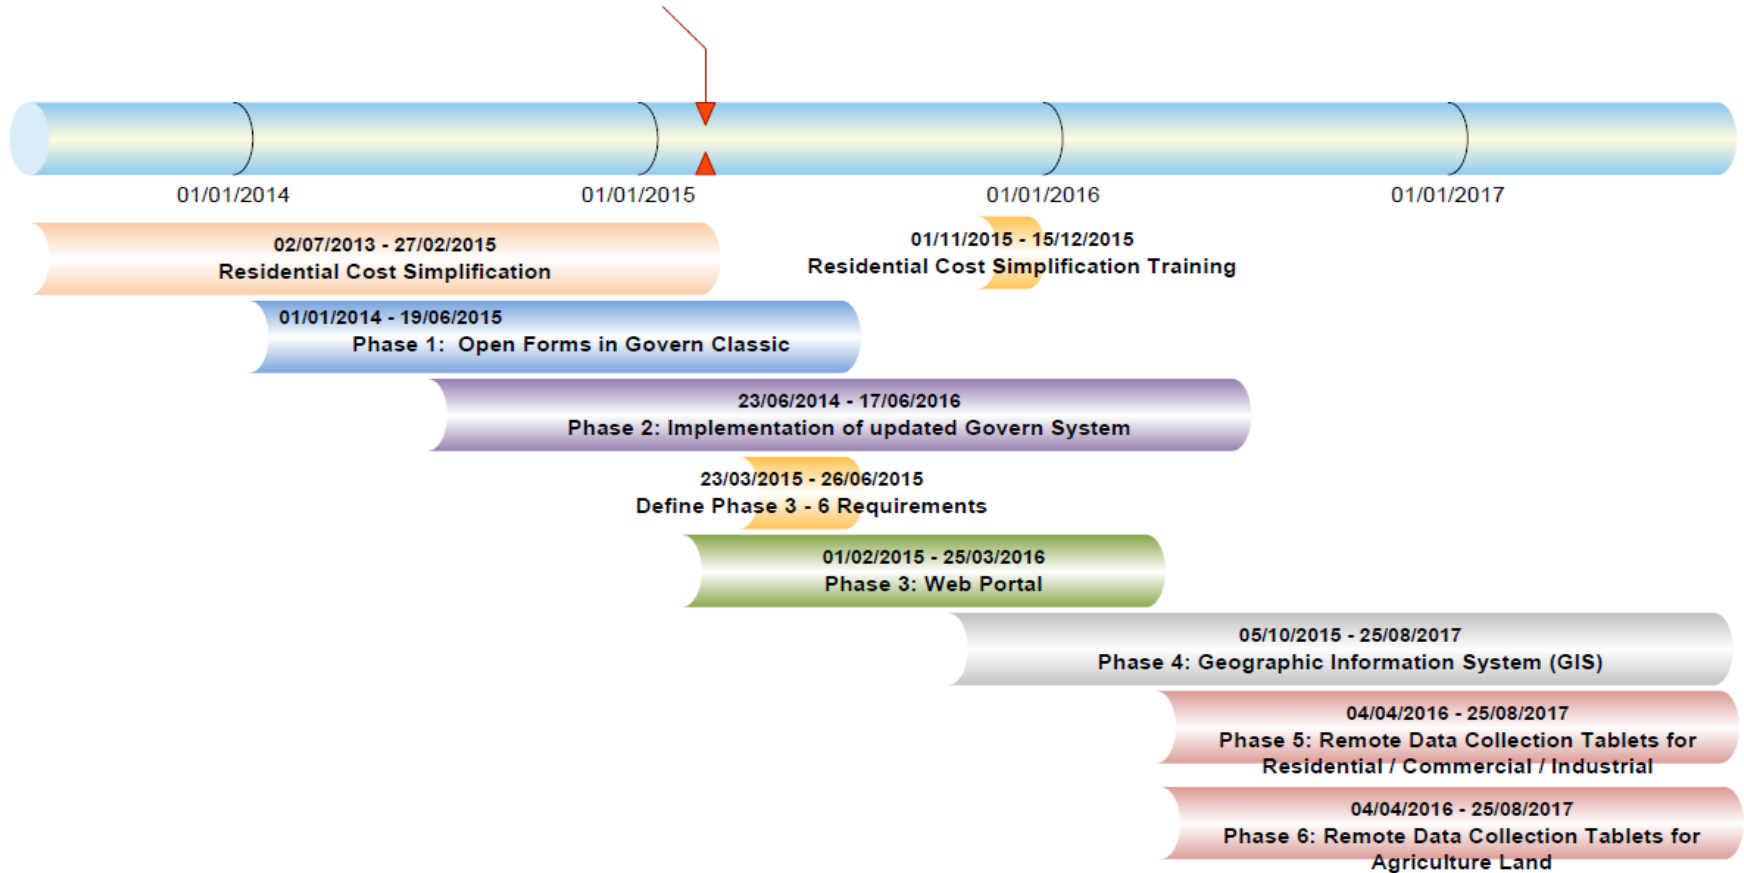 01/01/2014
01/01/2015
01/01/2016
01/01/2017
02/07/2013 - 27/02/2015
Residential Cost Simplification
01/11/2015 - 15/12/2015
Residential Cost Simplification Training
01/01/2014 - 19/06/2015
Phase 1:  Open Forms in Govern Classic
23/06/2014 - 17/06/2016
Phase 2: Implementation of updated Govern System
23/03/2015 - 26/06/2015
Define Phase 3 - 6 Requirements
01/02/2015 - 25/03/2016
Phase 3: Web Portal
05/10/2015 - 25/08/2017
Phase 4: Geographic Information System (GIS)
04/04/2016 - 25/08/2017
Phase 5: Remote Data Collection Tablets for
Residential / Commercial / Industrial
04/04/2016 - 25/08/2017
Phase 6: Remote Data Collection Tablets for
Agriculture Land